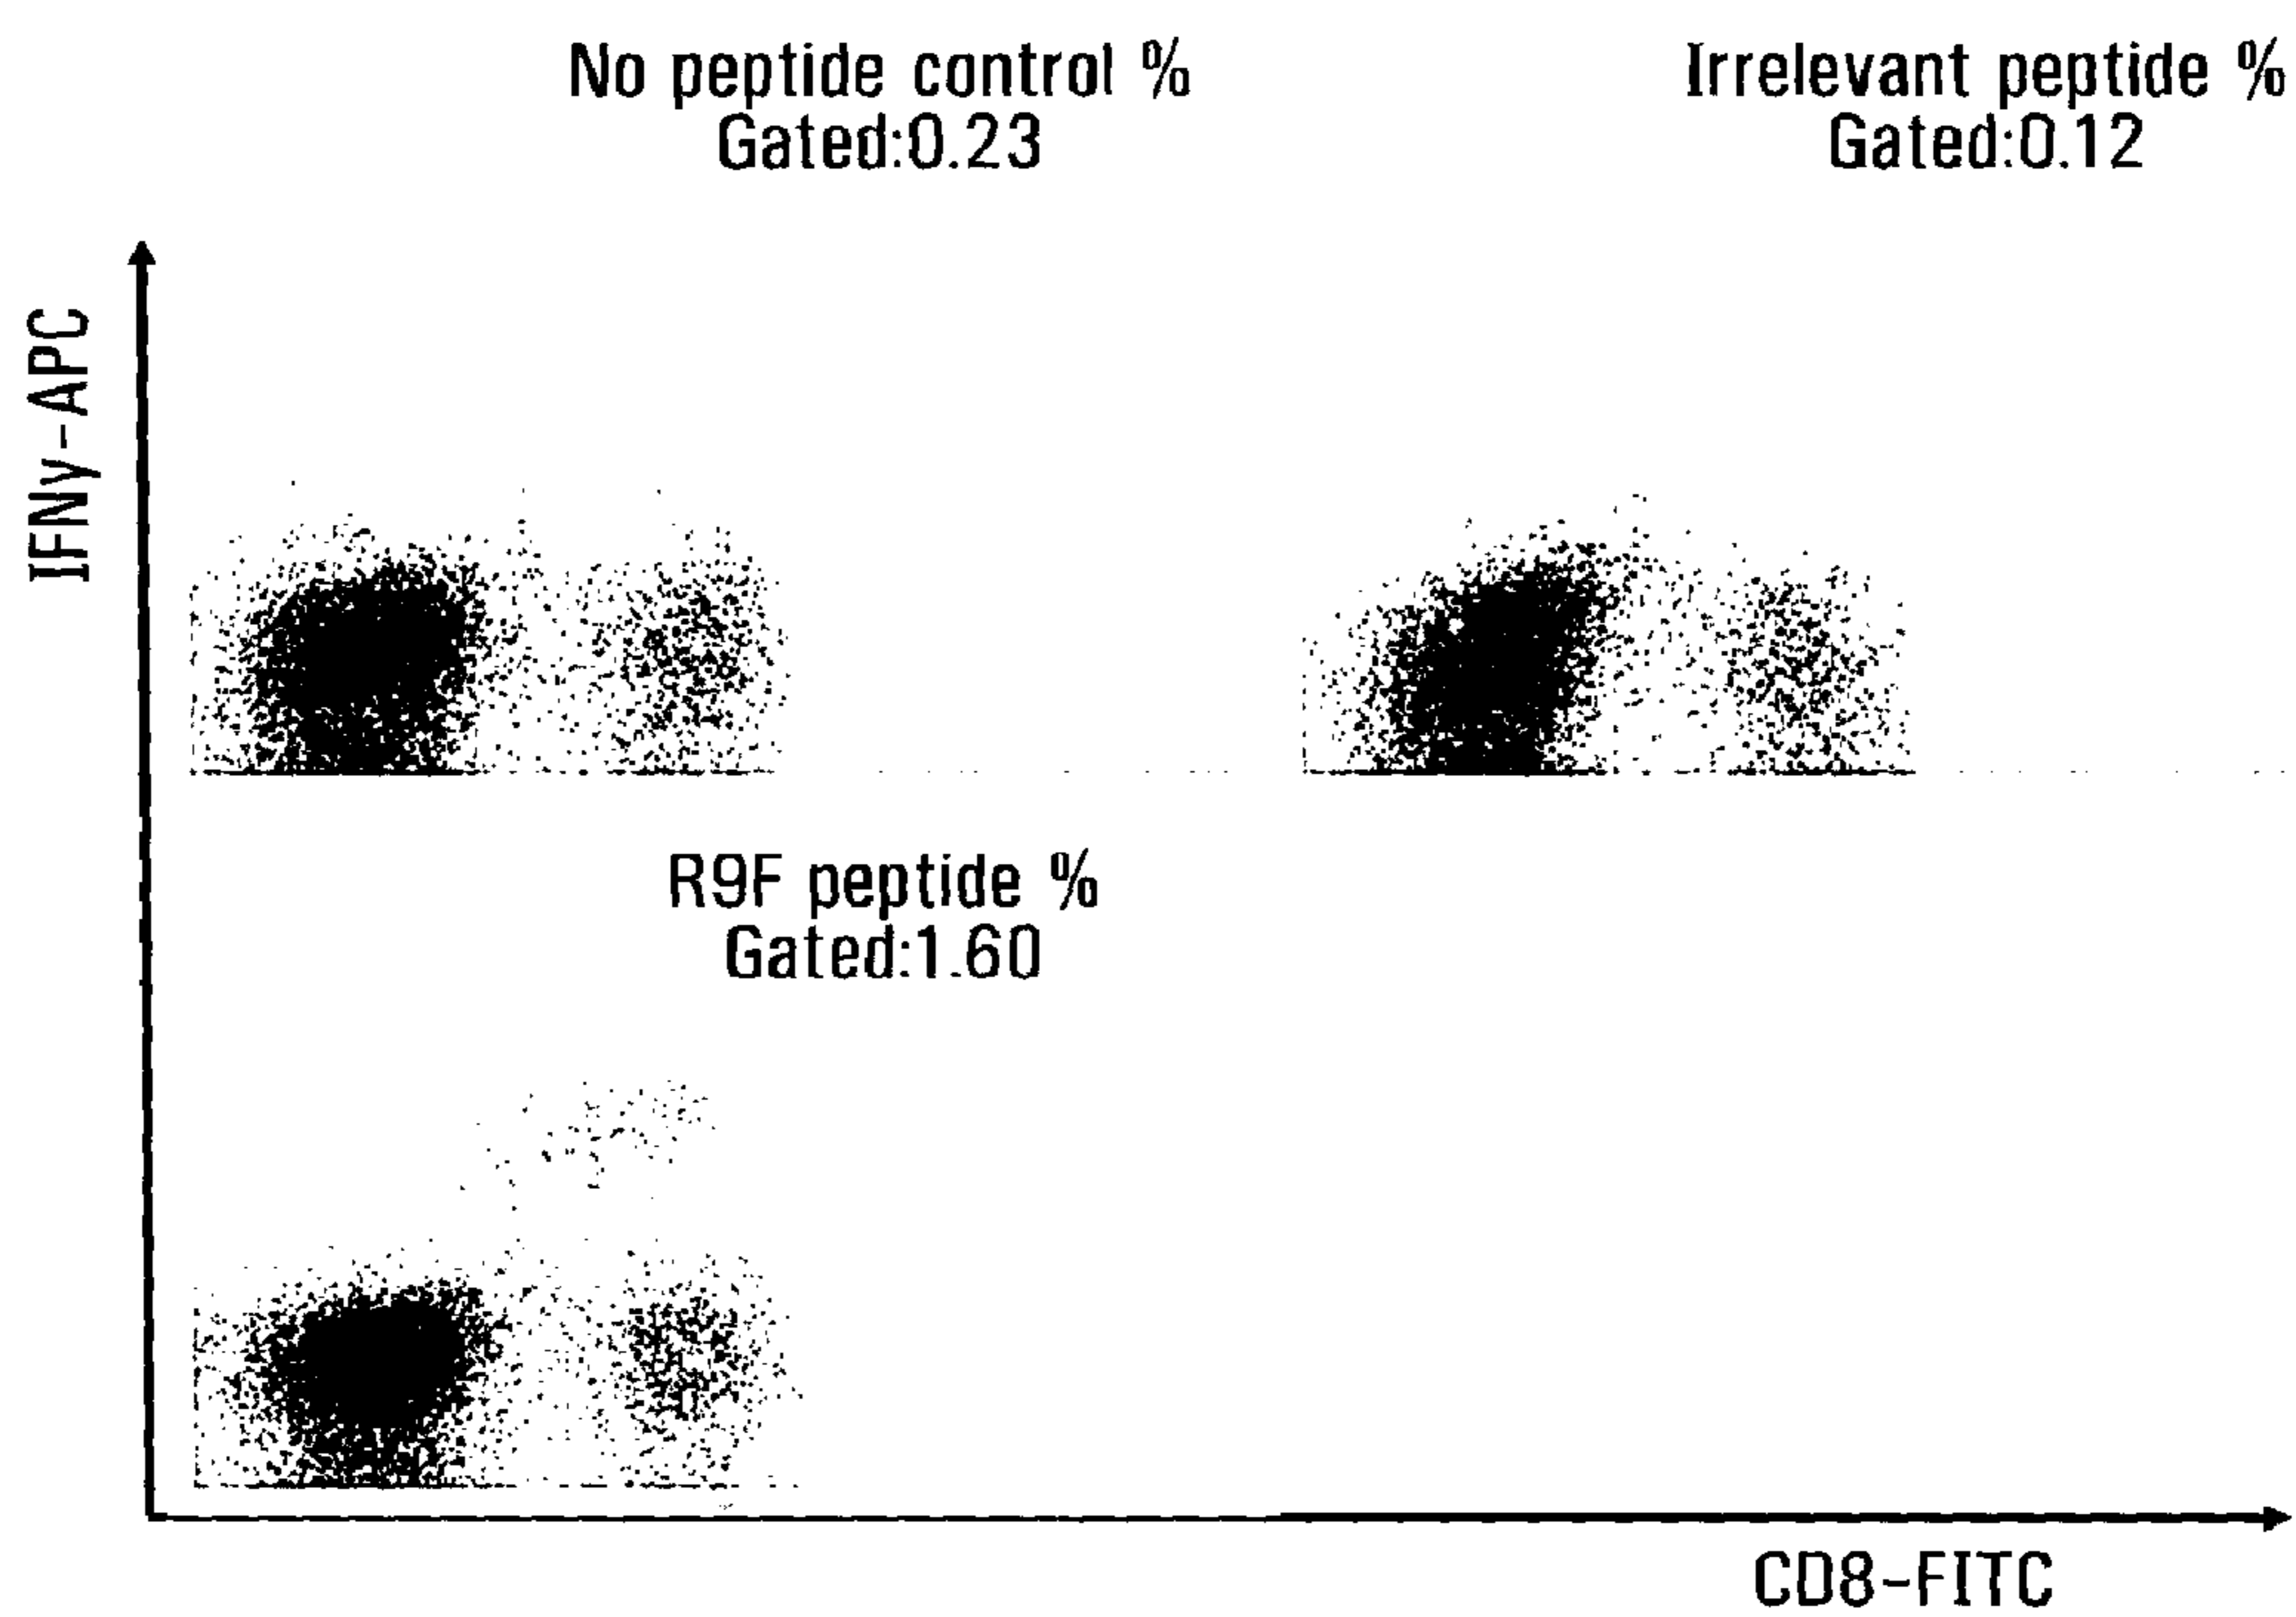 No peptide control %
Gated:0.23
Irrelevant peptide %
Gated:0.12
IFNγ-APC
R9F peptide %
Gated:1.60
CD8-FITC